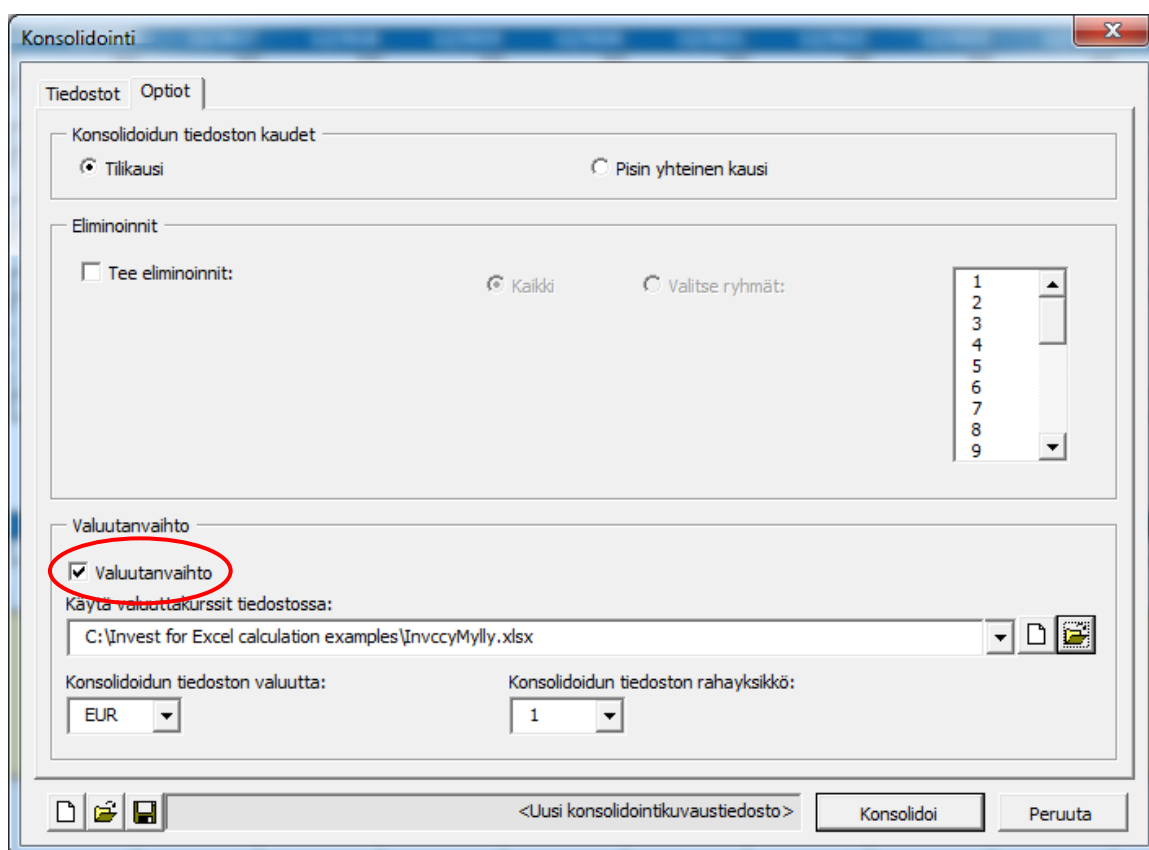 Konsolidointi
Tiedostot Optiot
Konsolidoidun tiedoston kaudet
Tilikausi Pisin yhteinen kausi
Eliminoinnit
Tee eliminoinnit: Kaikki Valitse ryhmät:
1
2
3
4
5
6
7
8
9
Valuutanvaihto
Valuutanvaihto
Käytä valuuttakurssit tiedostossa:
C:\Invest for Excel calculation examples\InvccyMylly.xlsx
Konsolidoidun tiedoston valuutta: Konsolidoidun tiedoston rahayksikkö:
EUR 1
<Uusi konsolidointikuvaustiedosto> Konsolidoi Peruuta